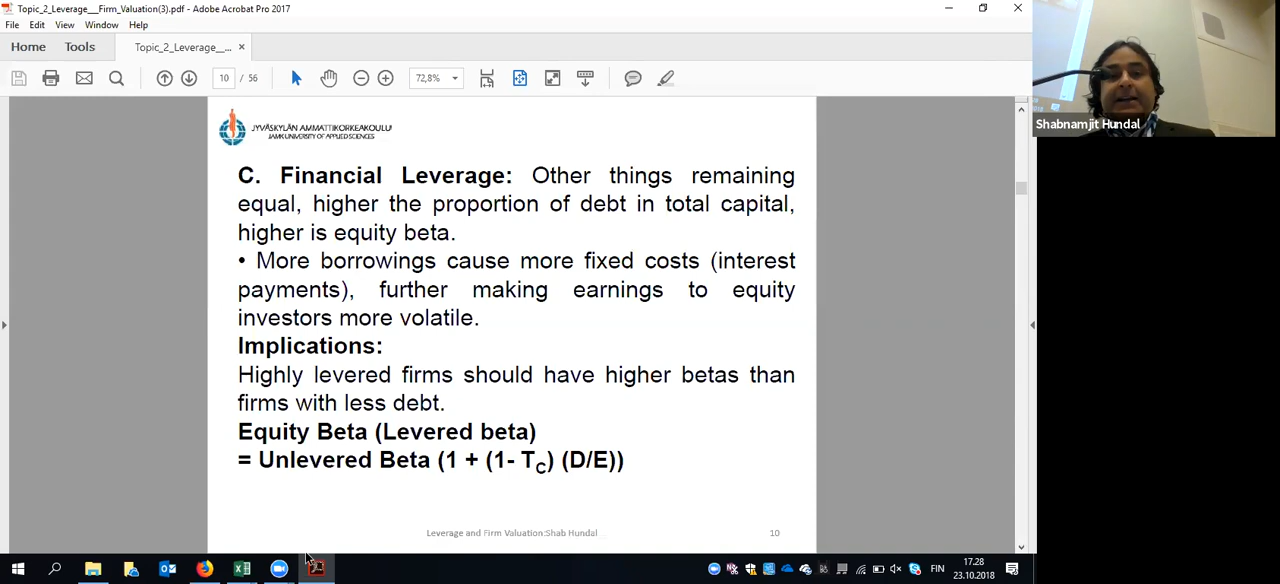 Topic_2_Leverage__Firm_Valuation(3).pdf - Adobe Acrobat Pro 2017
File Edit View Window Help
Home Tools Topic_2_Leverage__... ×
10 / 56 72,8%
JYVÄSKYLÄN AMMATTIKORKEAKOULU
JAMK UNIVERSITY OF APPLIED SCIENCES
C. Financial Leverage: Other things remaining
equal, higher the proportion of debt in total capital,
higher is equity beta.
• More borrowings cause more fixed costs (interest
payments), further making earnings to equity
investors more volatile.
Implications:
Highly levered firms should have higher betas than
firms with less debt.
Equity Beta (Levered beta)
= Unlevered Beta (1 + (1- TC) (D/E))
Leverage and Firm Valuation:Shab Hundal 10
Shabnamjit Hundal
FIN
17.28
23.10.2018